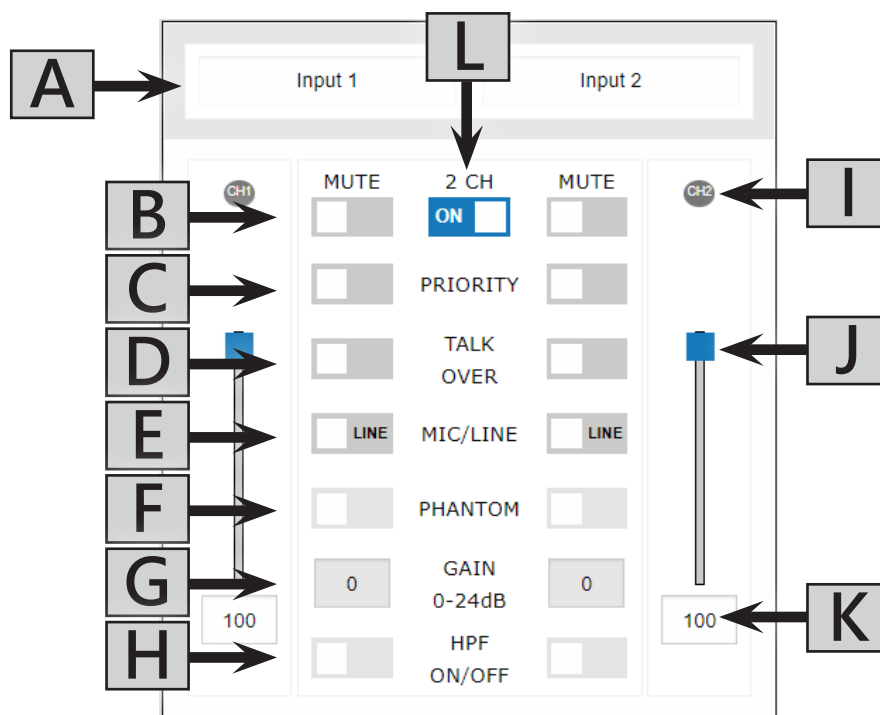 L
A
Input 1 Input 2
CH1 MUTE 2 CH MUTE CH2 I
B ON
C PRIORITY
D TALK
OVER J
E LINE MIC/LINE LINE
F PHANTOM
G 0 GAIN 0
0-24dB
100 100 K
H HPF
ON/OFF